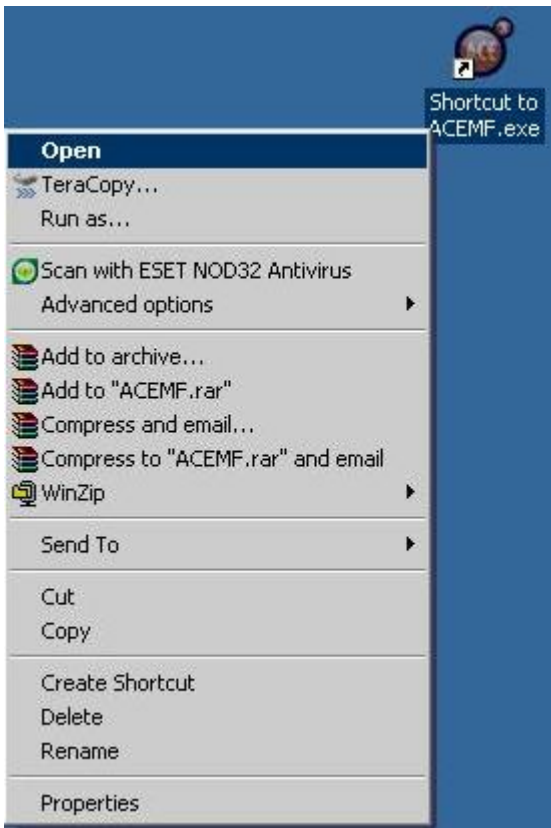 ACE
Shortcut to
ACEMF.exe
Open
TeraCopy...
Run as...
Scan with ESET NOD32 Antivirus
Advanced options
Add to archive...
Add to "ACEMF.rar"
Compress and email...
Compress to "ACEMF.rar" and email
WinZip
Send To
Cut
Copy
Create Shortcut
Delete
Rename
Properties